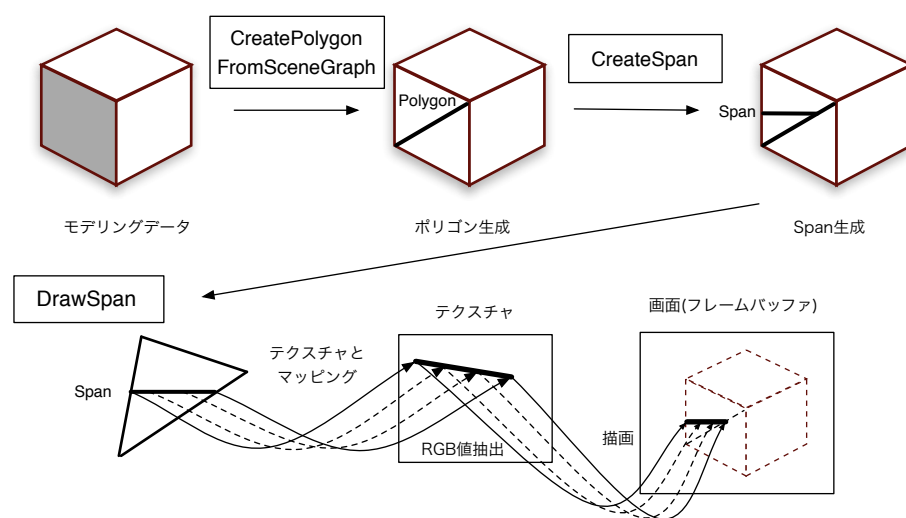 CreatePolygon
FromSceneGraph
CreateSpan
Polygon
Span
モデリングデータ
ポリゴン生成
Span生成
DrawSpan
テクスチャ
画面(フレームバッファ)
テクスチャと
マッピング
Span
描画
RGB値抽出